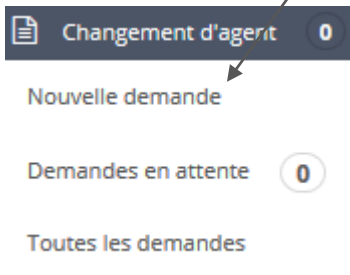 Changement d'agent 0
Nouvelle demande
Demandes en attente 0
Toutes les demandes